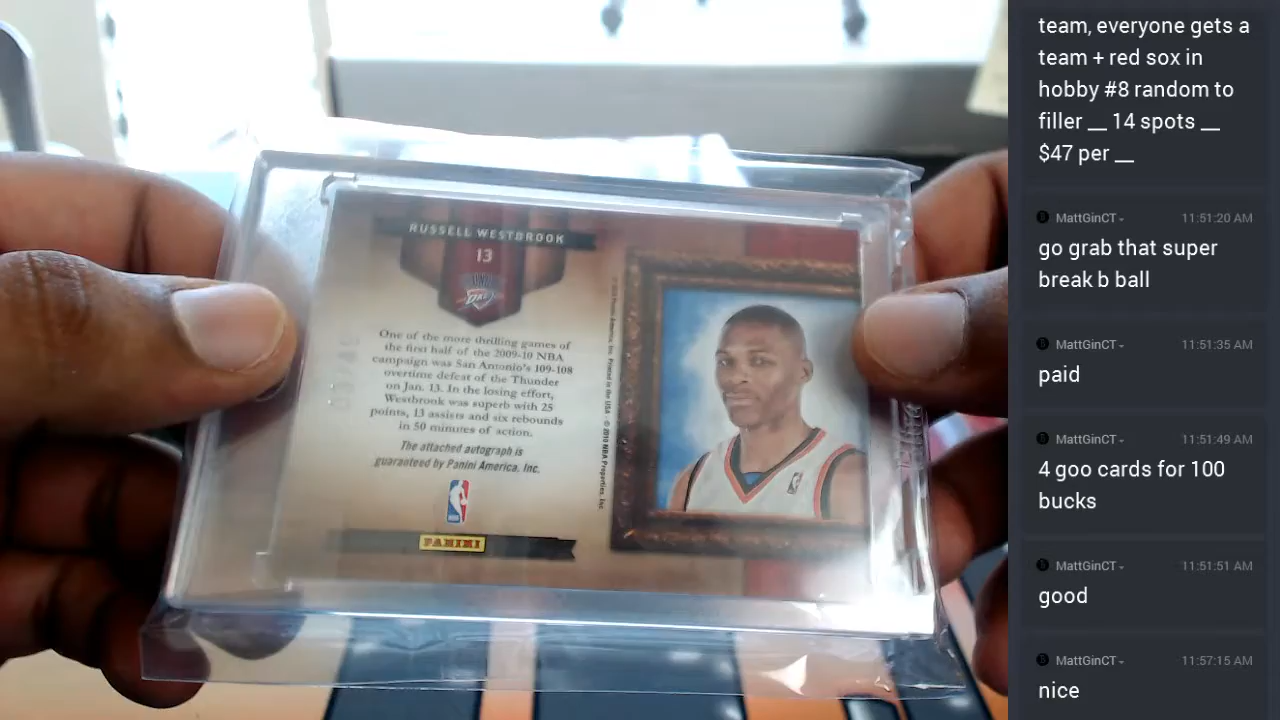 RUSSELL WESTBROOK
13
One of the more thrilling games of
the first half of the 2009-10 NBA
campaign was San Antonio's 109-108
overtime defeat of the Thunder
on Jan. 13. In the losing effort,
Westbrook was superb with 25
points, 13 assists and six rebounds
in 50 minutes of action.
The attached autograph is
guaranteed by Panini America, Inc.
PANINI
team, everyone gets a
team + red sox in
hobby #8 random to
filler __ 14 spots __
$47 per __
MattGinCT
11:51:20 AM
go grab that super
break b ball
MattGinCT
11:51:35 AM
paid
MattGinCT
11:51:49 AM
4 goo cards for 100
bucks
MattGinCT
11:51:51 AM
good
MattGinCT
11:57:15 AM
nice